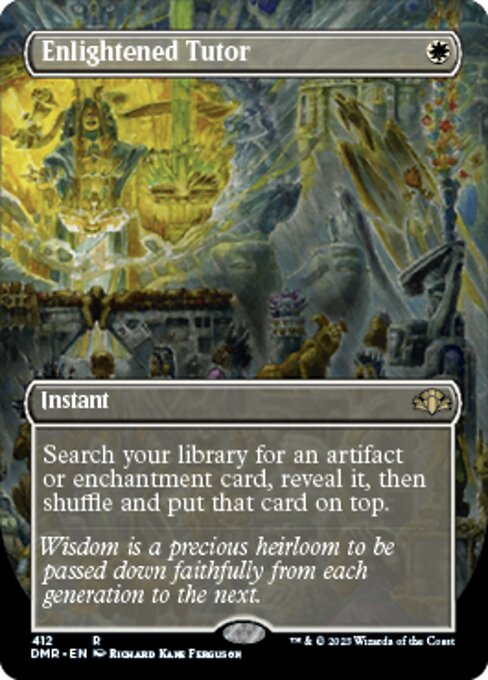 Enlightened Tutor
Instant
Search your library for an artifact
or enchantment card, reveal it, then
shuffle and put that card on top.
Wisdom is a precious heirloom to be
passed down faithfully from each
generation to the next.
412 R
DMR • EN Richard Kane Ferguson
™ & © 2023 Wizards of the Coast